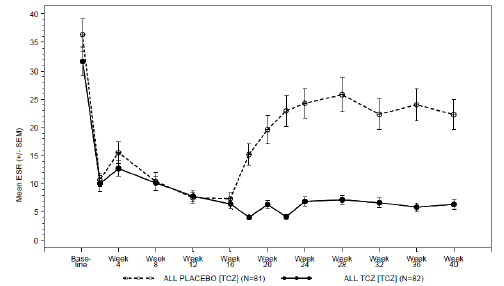 40
35
30
25
20
15
10
5
0
Mean ESR (+/- SEM)
Base-
line
Week
4
Week
8
Week
12
Week
16
Week
20
Week
24
Week
28
Week
32
Week
36
Week
40
ALL PLACEBO [TCZ] (N=81)
ALL TCZ [TCZ] (N=82)